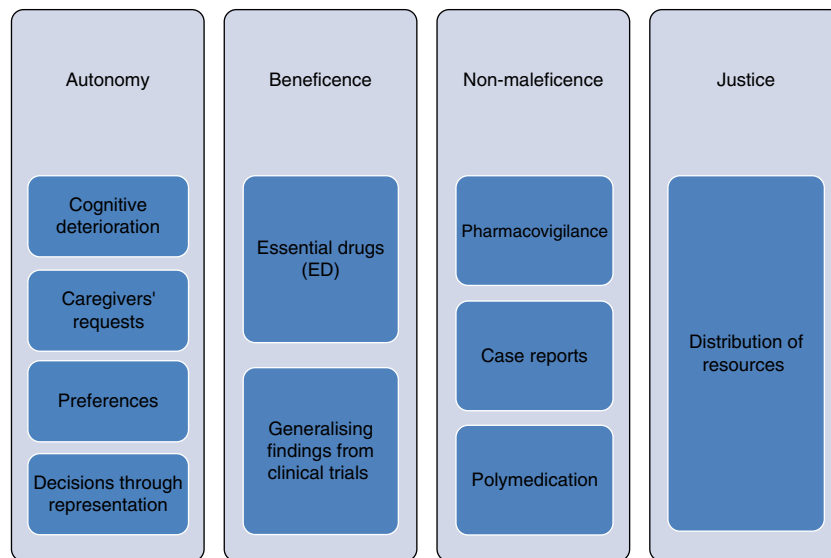 Autonomy
Cognitive
deterioration
Caregivers'
requests
Preferences
Decisions through
representation
Beneficence
Essential drugs
(ED)
Generalising
findings from
clinical trials
Non-maleficence
Pharmacovigilance
Case reports
Polymedication
Justice
Distribution of
resources